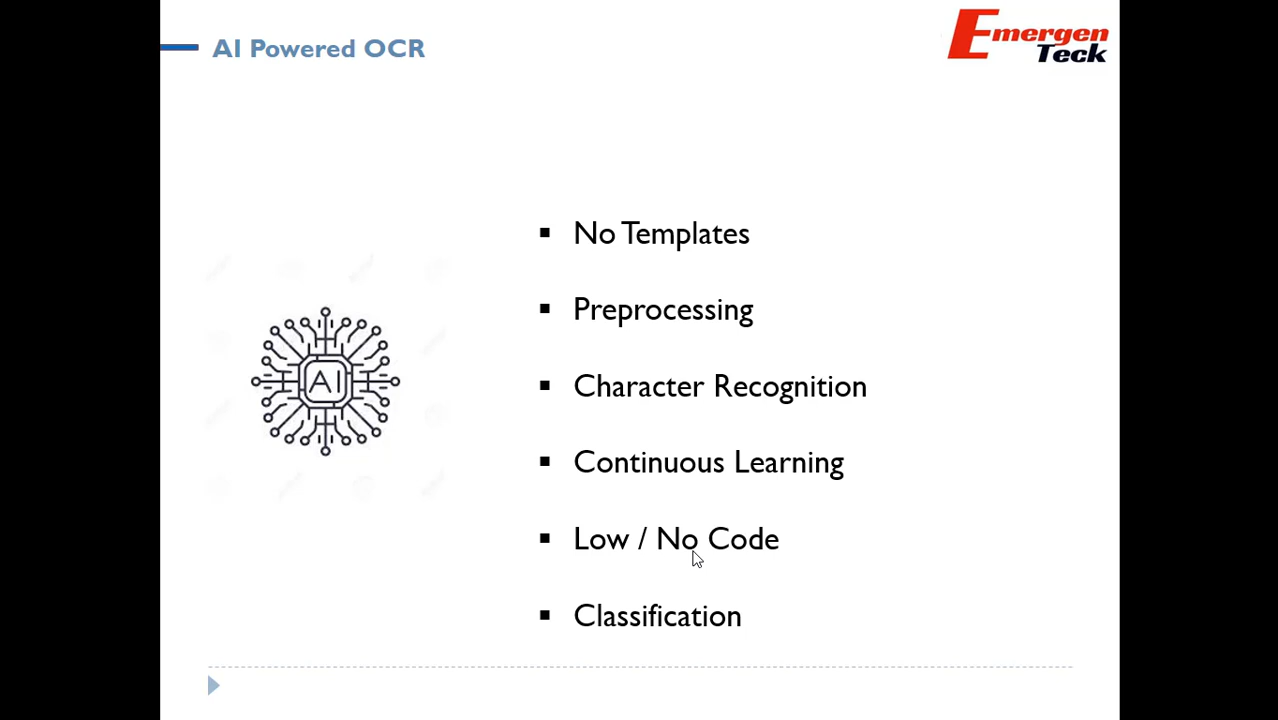 AI Powered OCR
Emergen
Teck
▪ No Templates
▪ Preprocessing
▪ Character Recognition
AI
▪ Continuous Learning
▪ Low / No Code
▪ Classification